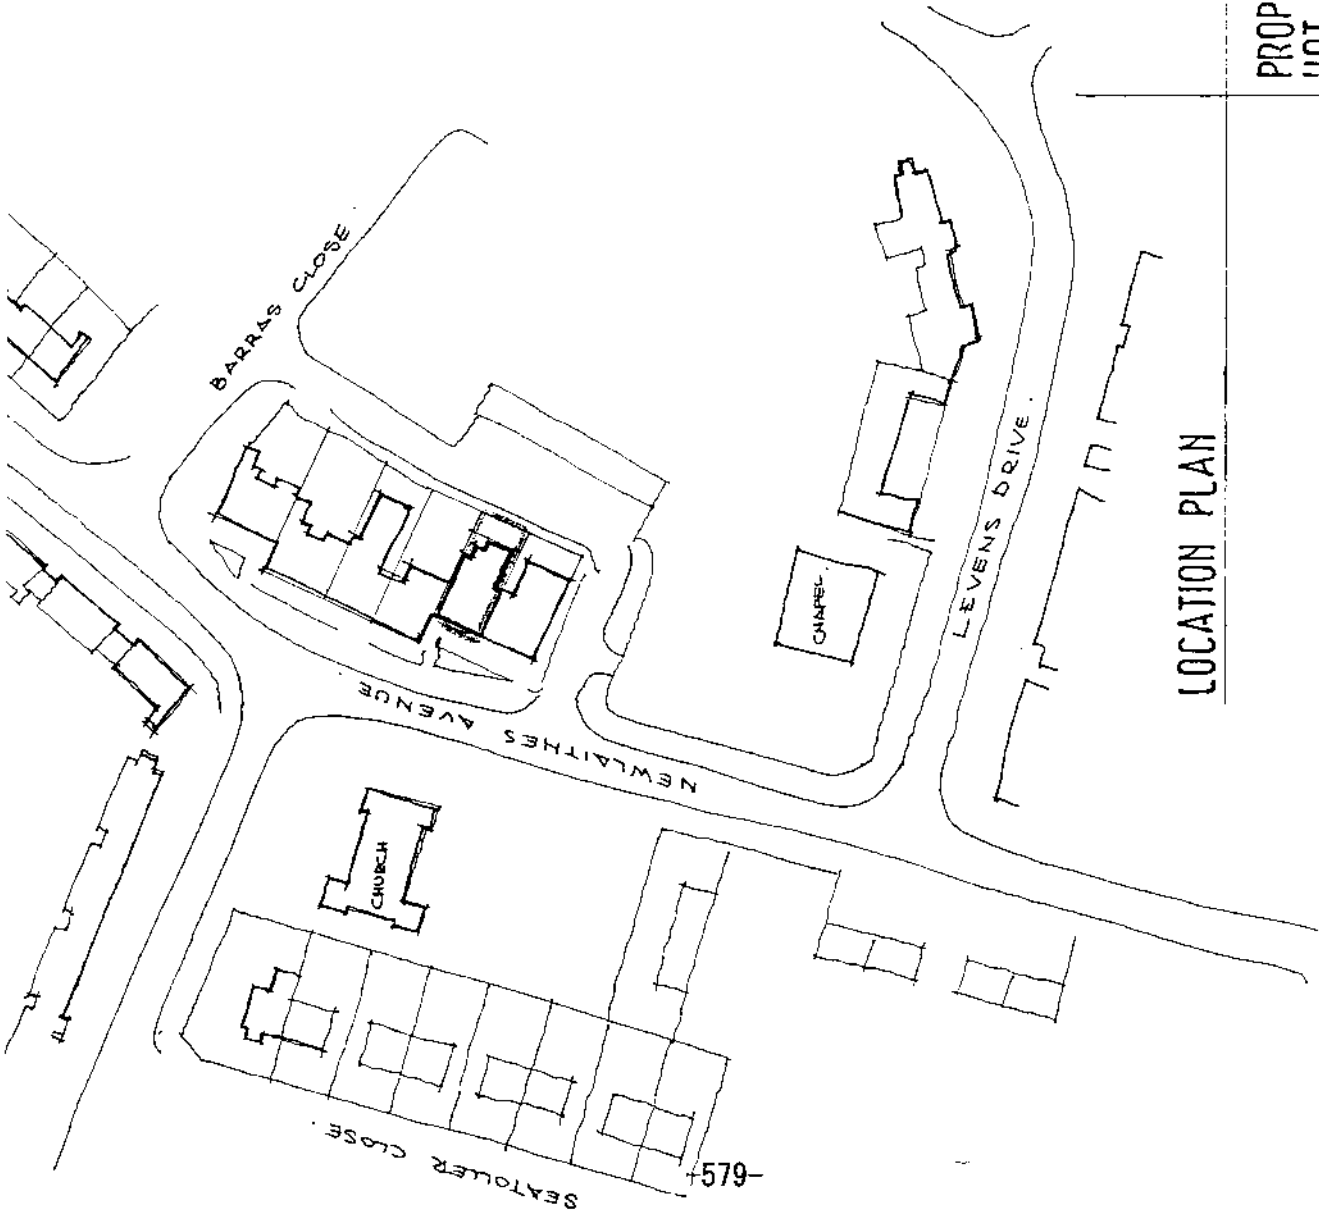 PROP
BARRAS CLOSE.
LEVENS DRIVE.
LOCATION PLAN
CHAPEL.
NEWLAITHES AVENUE
CHURCH
SEATOLLER CLOSE.
-579-